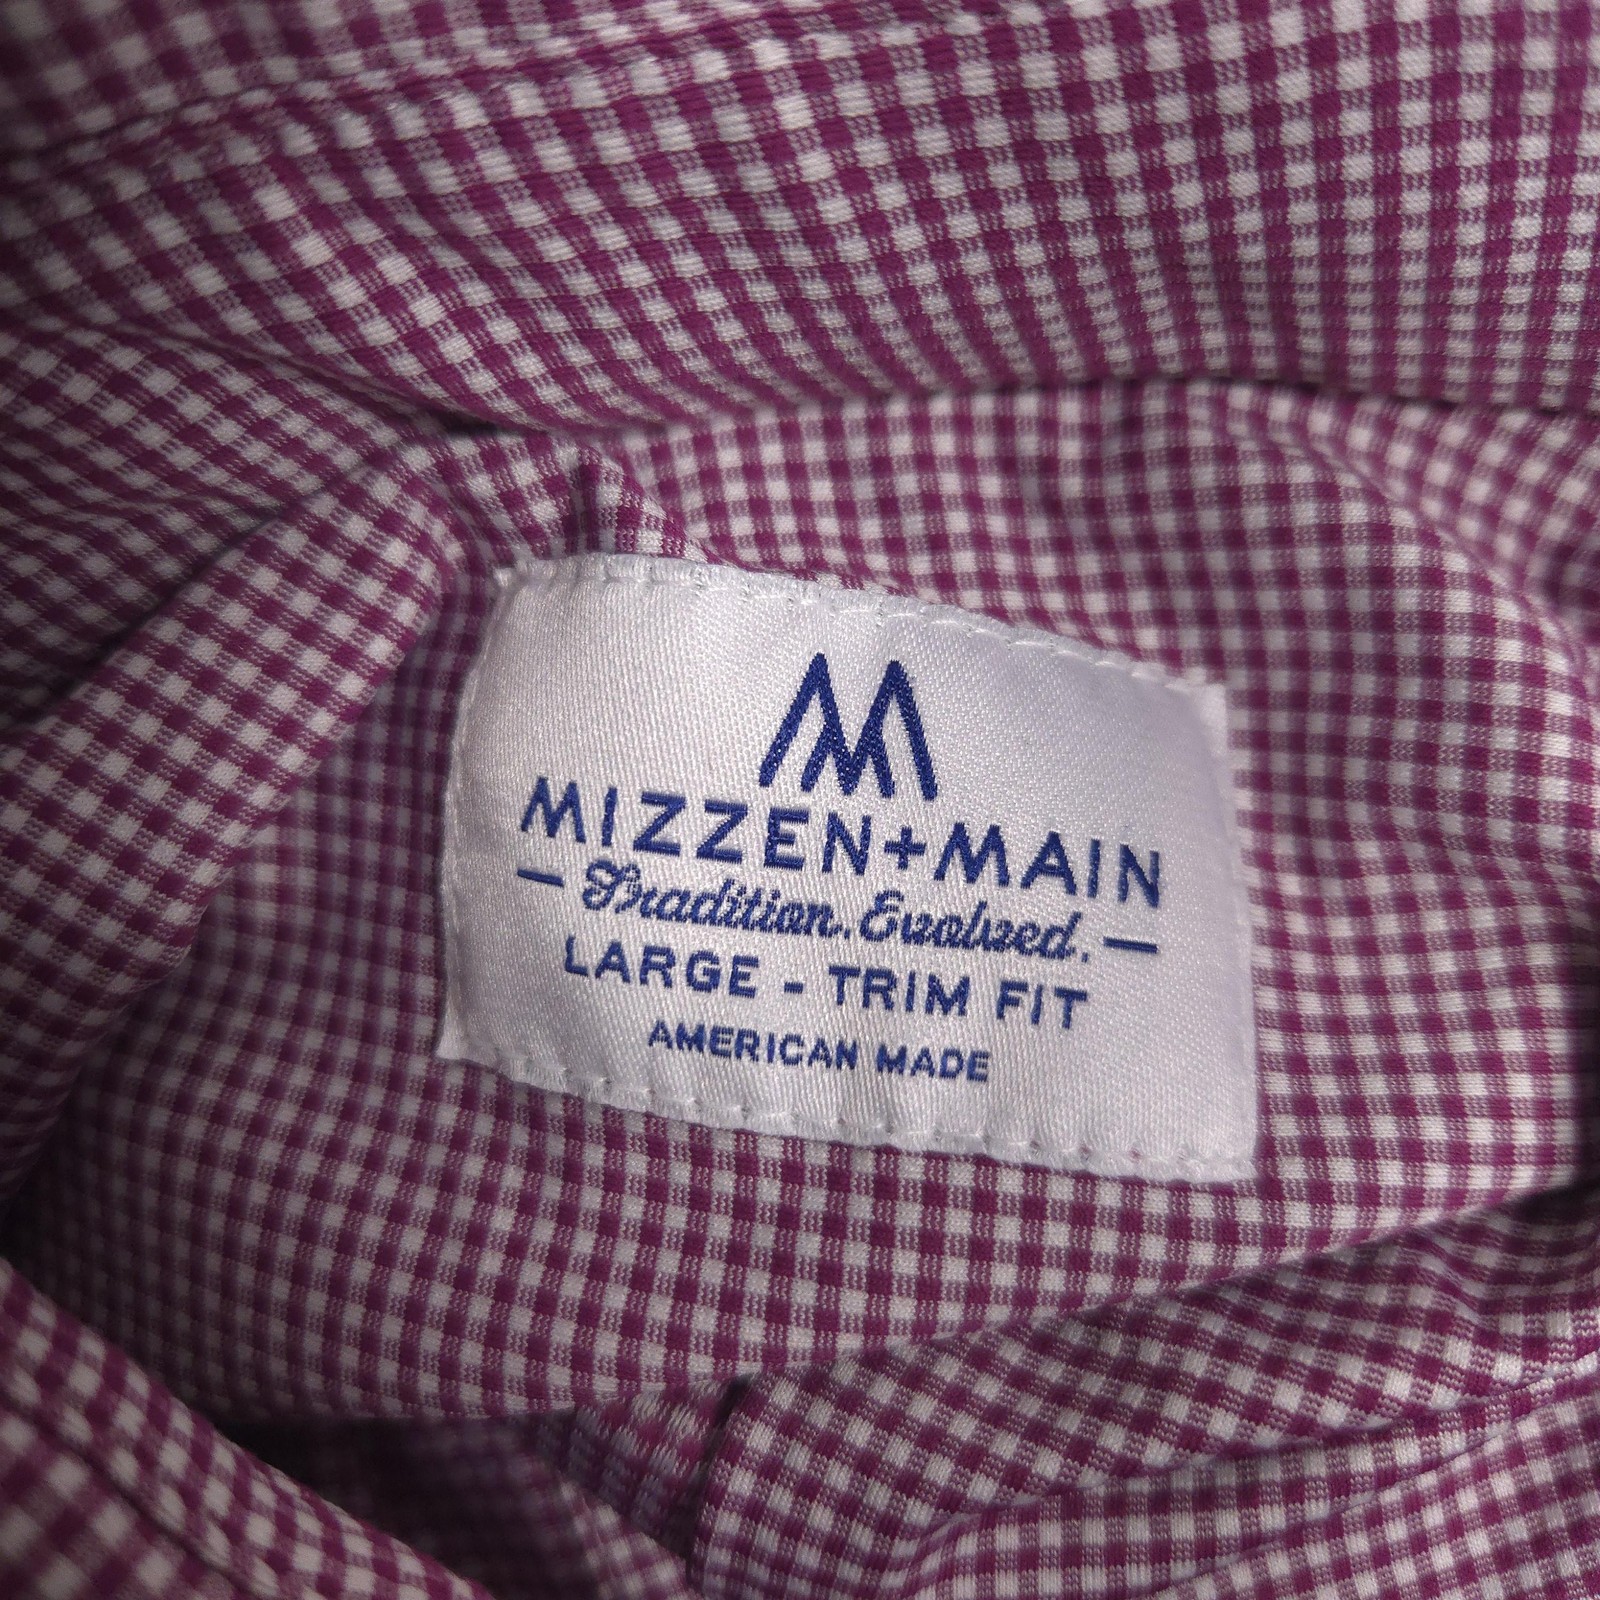 MIZZEN+MAIN
— Tradition. Evolved. —
LARGE - TRIM FIT
AMERICAN MADE